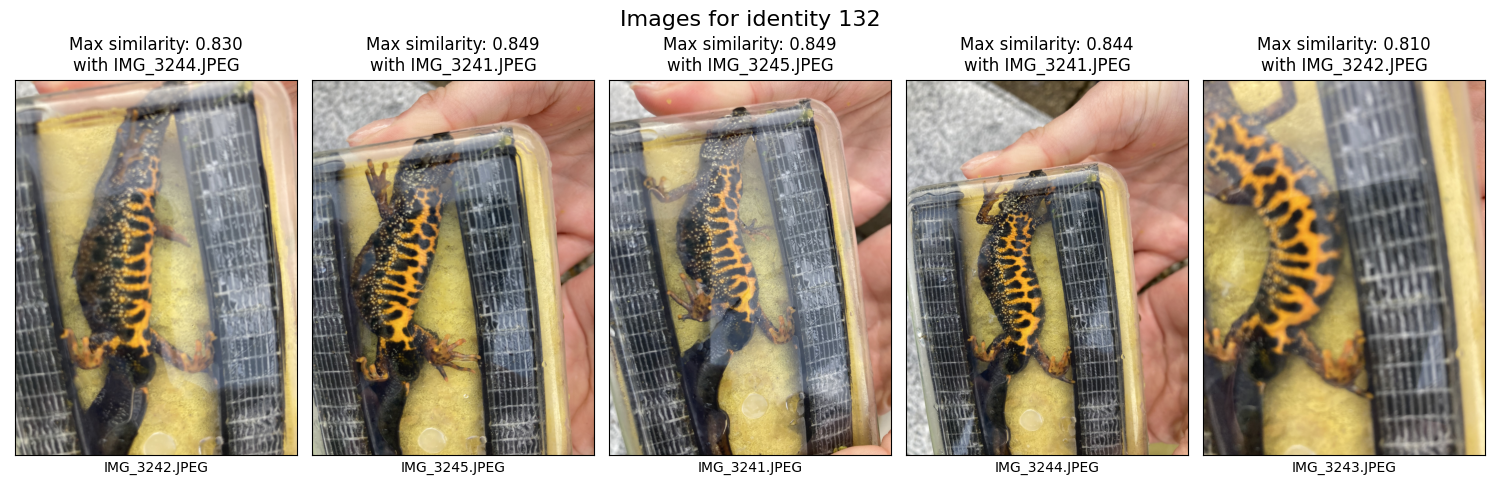 Images for identity 132
Max similarity: 0.830
with IMG_3244.JPEG
Max similarity: 0.849
with IMG_3241.JPEG
Max similarity: 0.849
with IMG_3245.JPEG
Max similarity: 0.844
with IMG_3241.JPEG
Max similarity: 0.810
with IMG_3242.JPEG
IMG_3242.JPEG
IMG_3245.JPEG
IMG_3241.JPEG
IMG_3244.JPEG
IMG_3243.JPEG